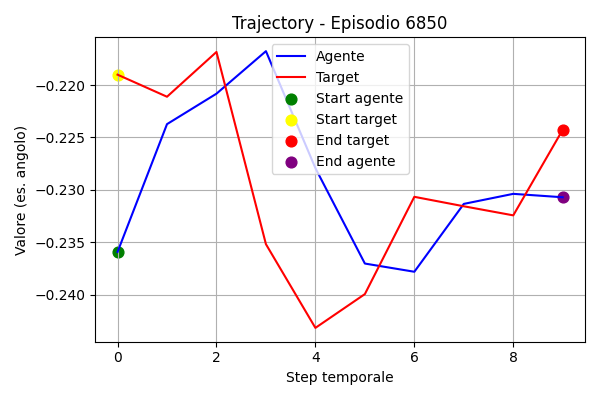 Trajectory - Episodio 6850
Agente
Target
Start agente
Start target
End target
End agente
Valore (es. angolo)
−0.220
−0.225
−0.230
−0.235
−0.240
0 2 4 6 8
Step temporale